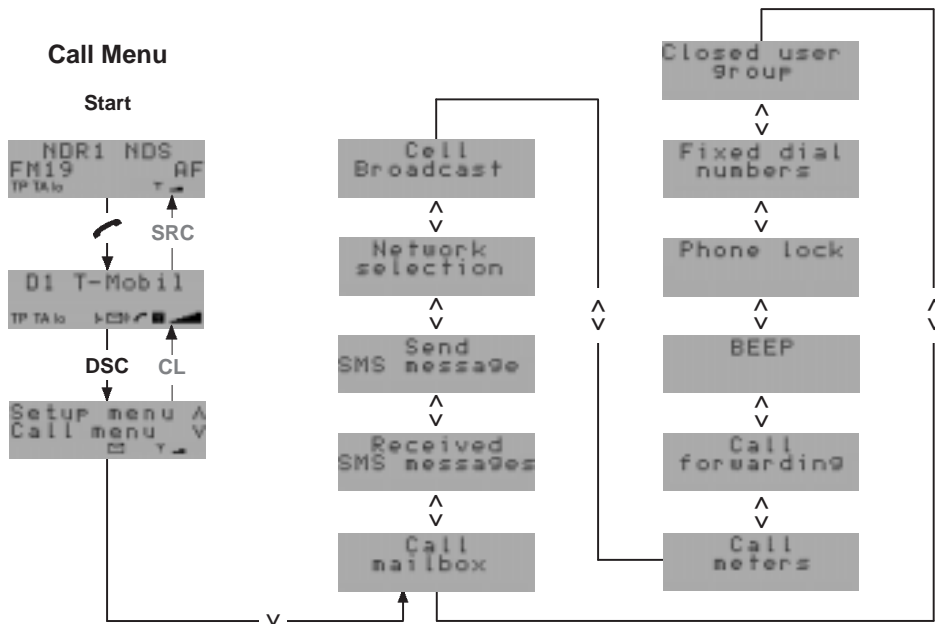 Call Menu
Start
NDR1 NDS
FM19 AF
TP TA lo
SRC
D1 T-Mobil
TP TA lo
DSC CL
Setup menu ʌ
Call menu v
v
Cell
Broadcast
ʌ
v
Network
selection
ʌ
v
Send
SMS message
ʌ
v
Received
SMS messages
ʌ
v
Call
mailbox
ʌ
v
Closed user
group
ʌ
v
Fixed dial
numbers
ʌ
v
Phone lock
ʌ
v
BEEP
ʌ
v
Call
forwarding
ʌ
v
Call
meters
ʌ
v